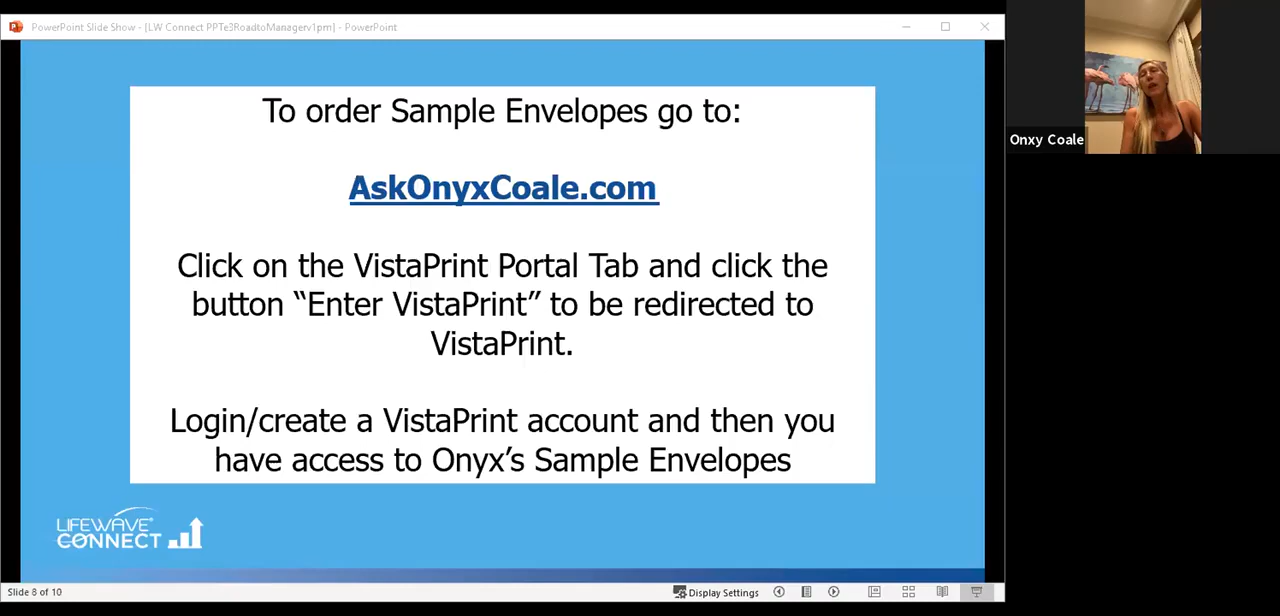 PowerPoint Slide Show - [LW Connect PPTe3RoadtoManagerv1pm] - PowerPoint
To order Sample Envelopes go to:
AskOnyxCoale.com
Click on the VistaPrint Portal Tab and click the
button “Enter VistaPrint” to be redirected to
VistaPrint.
Login/create a VistaPrint account and then you
have access to Onyx’s Sample Envelopes
LIFEWAVE®
CONNECT
Slide 8 of 10
Display Settings
Onxy Coale